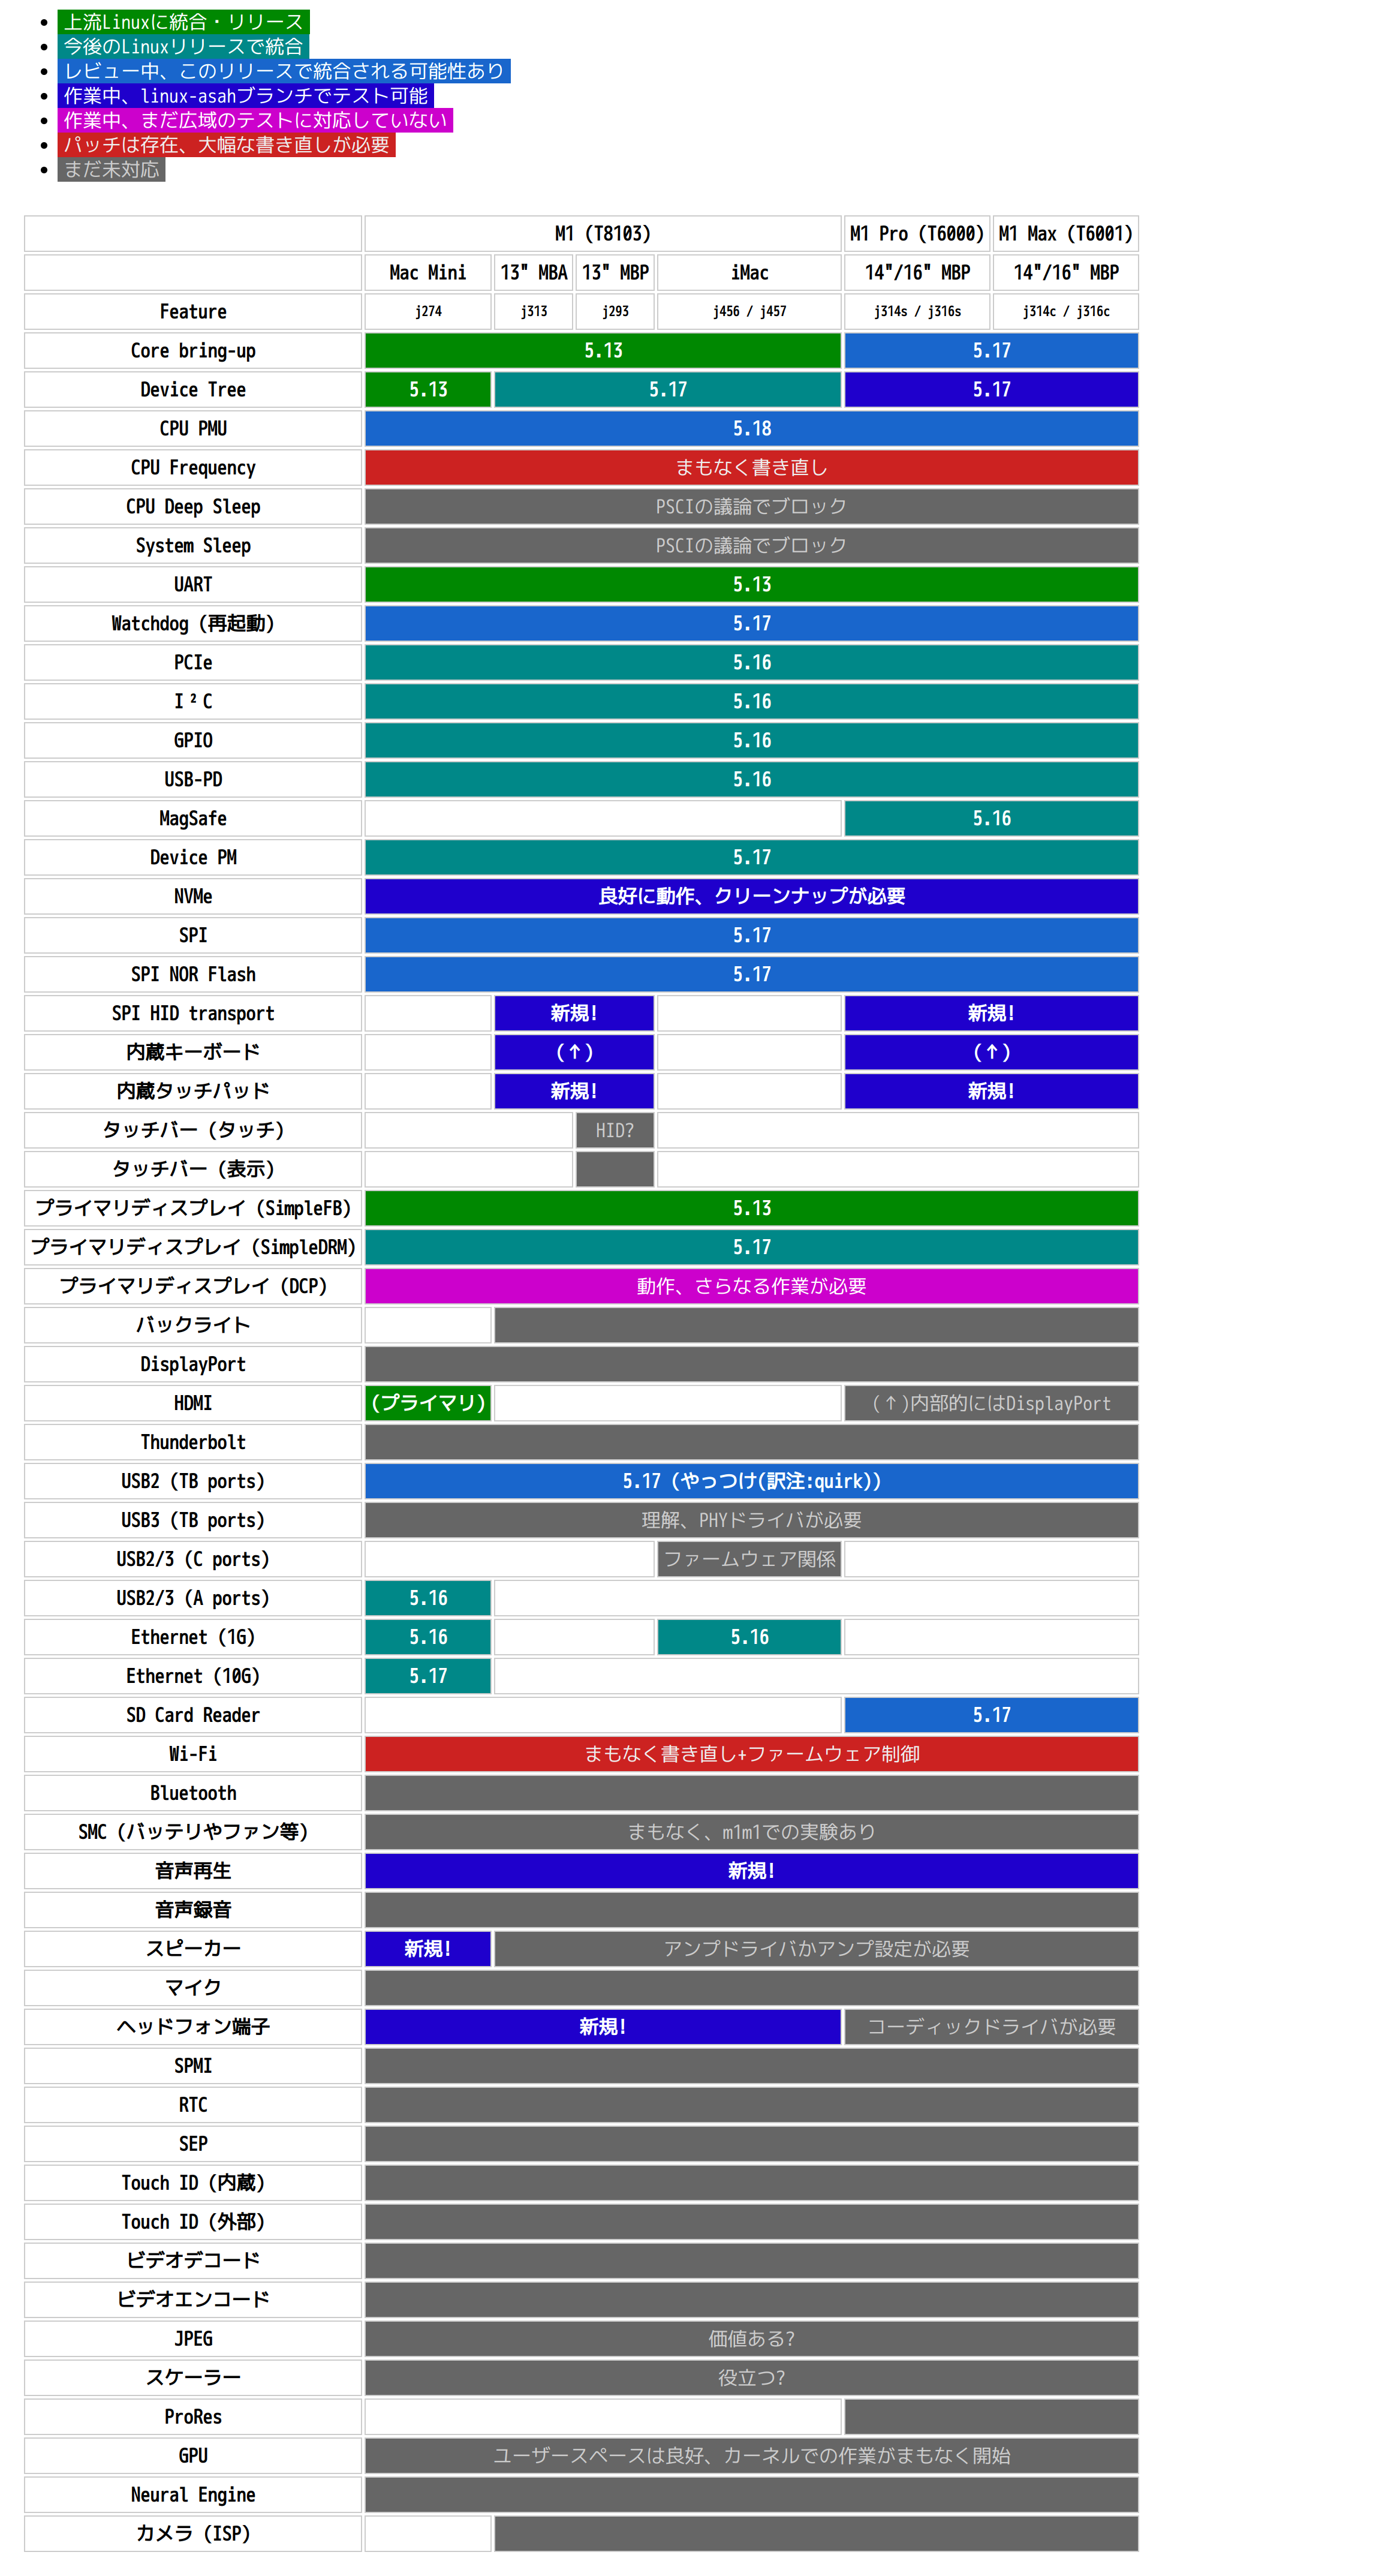 上流Linuxに統合・リリース
今後のLinuxリリースで統合
レビュー中、このリリースで統合される可能性あり
作業中、linux-asahブランチでテスト可能
作業中、まだ広域のテストに対応していない
パッチは存在、大幅な書き直しが必要
まだ未対応
M1 (T8103) M1 Pro (T6000) M1 Max (T6001)
Mac Mini 13" MBA 13" MBP iMac 14"/16" MBP 14"/16" MBP
Feature j274 j313 j293 j456 / j457 j314s / j316s j314c / j316c
Core bring-up 5.13 5.17
Device Tree 5.13 5.17 5.17
CPU PMU 5.18
CPU Frequency まもなく書き直し
CPU Deep Sleep PSCIの議論でブロック
System Sleep PSCIの議論でブロック
UART 5.13
Watchdog (再起動) 5.17
PCIe 5.16
I²C 5.16
GPIO 5.16
USB-PD 5.16
MagSafe 5.16
Device PM 5.17
NVMe 良好に動作、クリーンナップが必要
SPI 5.17
SPI NOR Flash 5.17
SPI HID transport 新規! 新規!
内蔵キーボード (↑) (↑)
内蔵タッチパッド 新規! 新規!
タッチバー (タッチ) HID?
タッチバー (表示)
プライマリディスプレイ (SimpleFB) 5.13
プライマリディスプレイ (SimpleDRM) 5.17
プライマリディスプレイ (DCP) 動作、さらなる作業が必要
バックライト
DisplayPort
HDMI (プライマリ) (↑)内部的にはDisplayPort
Thunderbolt
USB2 (TB ports) 5.17 (やっつけ(訳注:quirk))
USB3 (TB ports) 理解、PHYドライバが必要
USB2/3 (C ports) ファームウェア関係
USB2/3 (A ports) 5.16
Ethernet (1G) 5.16 5.16
Ethernet (10G) 5.17
SD Card Reader 5.17
Wi-Fi まもなく書き直し+ファームウェア制御
Bluetooth
SMC (バッテリやファン等) まもなく、m1m1での実験あり
音声再生 新規!
音声録音
スピーカー 新規! アンプドライバかアンプ設定が必要
マイク
ヘッドフォン端子 新規! コーディックドライバが必要
SPMI
RTC
SEP
Touch ID (内蔵)
Touch ID (外部)
ビデオデコード
ビデオエンコード
JPEG 価値ある?
スケーラー 役立つ?
ProRes
GPU ユーザースペースは良好、カーネルでの作業がまもなく開始
Neural Engine
カメラ (ISP)